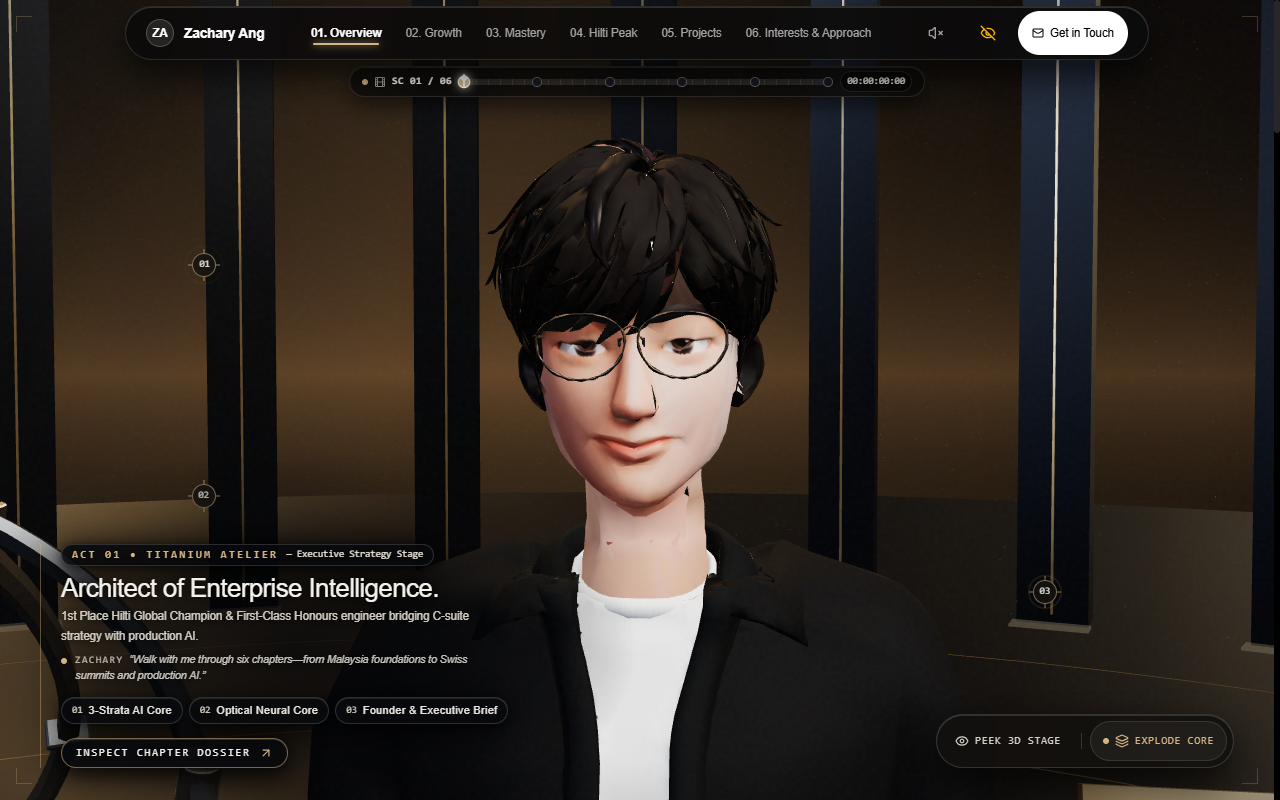 ZA Zachary Ang 01. Overview 02. Growth 03. Mastery 04. Hilti Peak 05. Projects 06. Interests & Approach Get in Touch
SC 01 / 06 00:00:00:00
01
02
03
ACT 01 • TITANIUM ATELIER — Executive Strategy Stage
Architect of Enterprise Intelligence.
1st Place Hilti Global Champion & First-Class Honours engineer bridging C-suite
strategy with production AI.
ZACHARY "Walk with me through six chapters—from Malaysia foundations to Swiss
summits and production AI."
01 3-Strata AI Core 02 Optical Neural Core 03 Founder & Executive Brief
INSPECT CHAPTER DOSSIER
PEEK 3D STAGE EXPLODE CORE